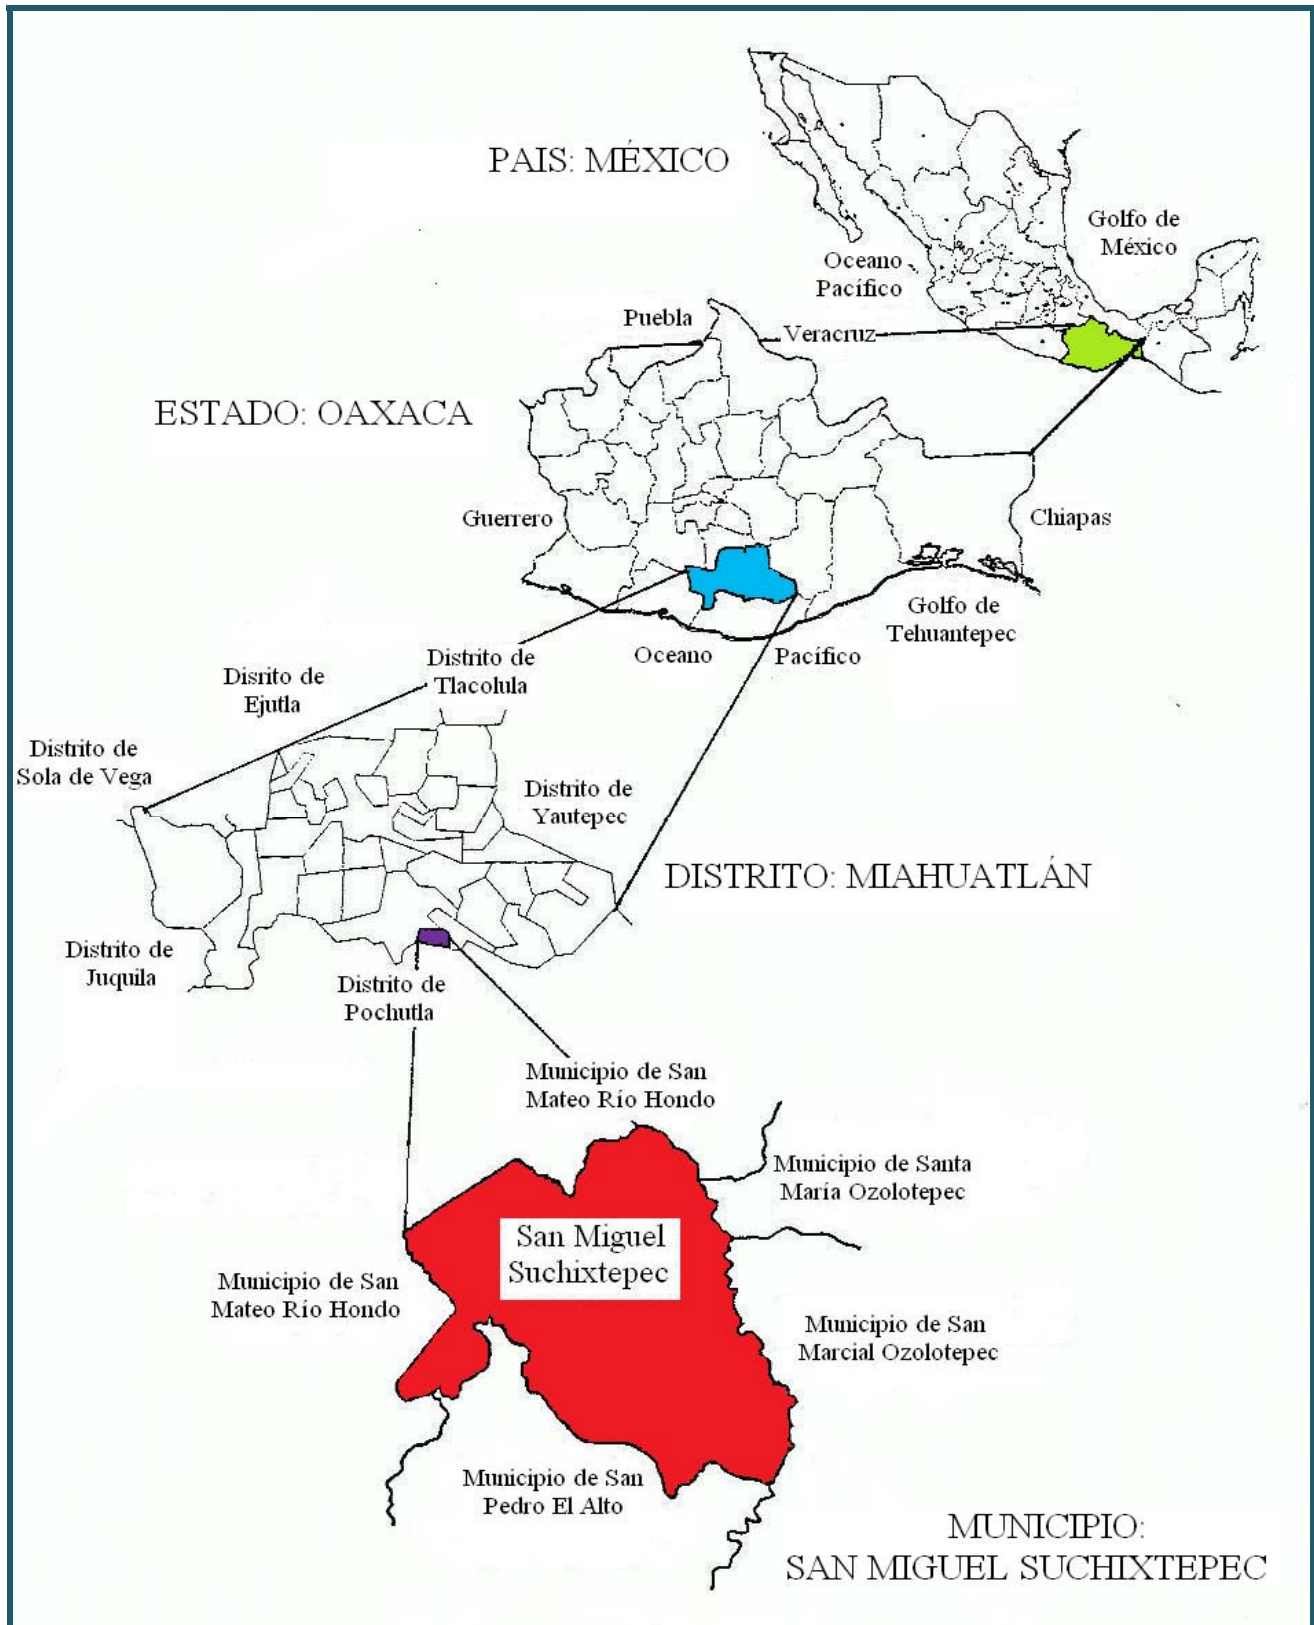 PAIS: MÉXICO
Golfo de
México
Oceano
Pacífico
Puebla
Veracruz
ESTADO: OAXACA
Guerrero
Chiapas
Golfo de
Tehuantepec
Oceano
Pacífico
Distrito de
Tlacolula
Disrito de
Ejutla
Distrito de
Sola de Vega
Distrito de
Yautepec
DISTRITO: MIAHUATLÁN
Distrito de
Juquila
Distrito de
Pochutla
Municipio de San
Mateo Río Hondo
Municipio de Santa
María Ozolotepec
San Miguel
Suchixtepec
Municipio de San
Mateo Río Hondo
Municipio de San
Marcial Ozolotepec
Municipio de San
Pedro El Alto
MUNICIPIO:
SAN MIGUEL SUCHIXTEPEC